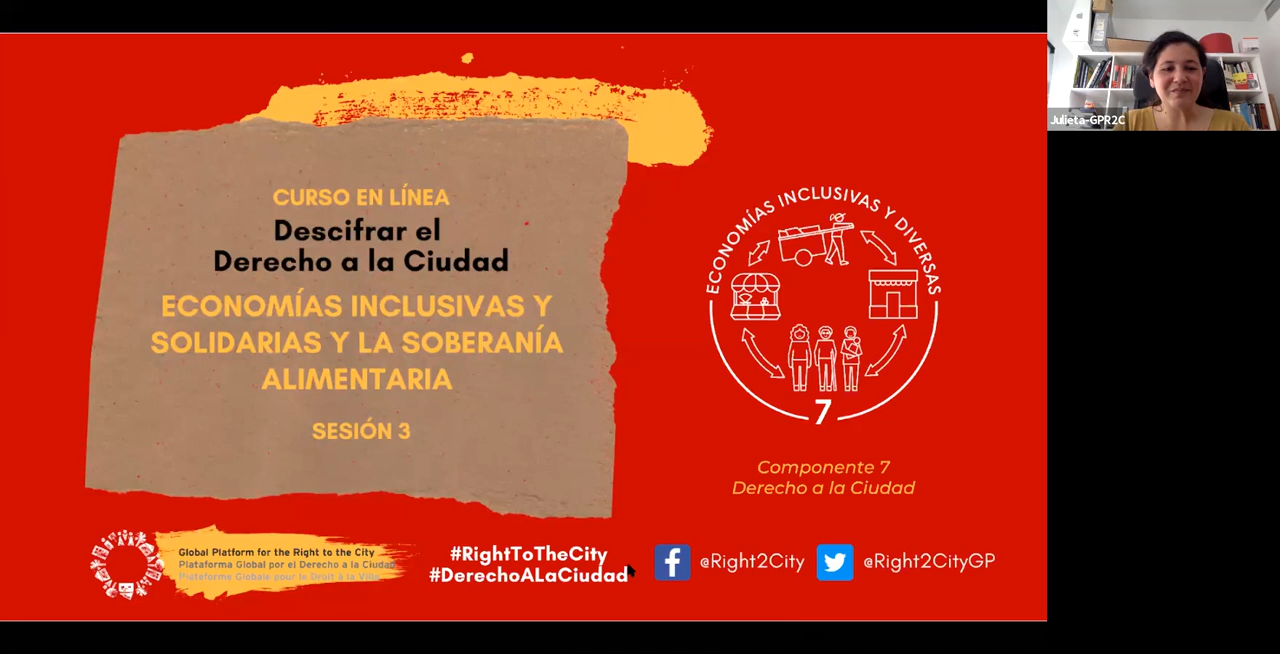 CURSO EN LÍNEA
Descifrar el
Derecho a la Ciudad
ECONOMÍAS INCLUSIVAS Y
SOLIDARIAS Y LA SOBERANÍA
ALIMENTARIA
SESIÓN 3
ECONOMÍAS INCLUSIVAS Y DIVERSAS
7
Componente 7
Derecho a la Ciudad
Global Platform for the Right to the City
Plataforma Global por el Derecho a la Ciudad
Plateforme Globale pour le Droit à la Ville
#RightToTheCity
#DerechoALaCiudad
@Right2City
@Right2CityGP
Julieta-GPR2C